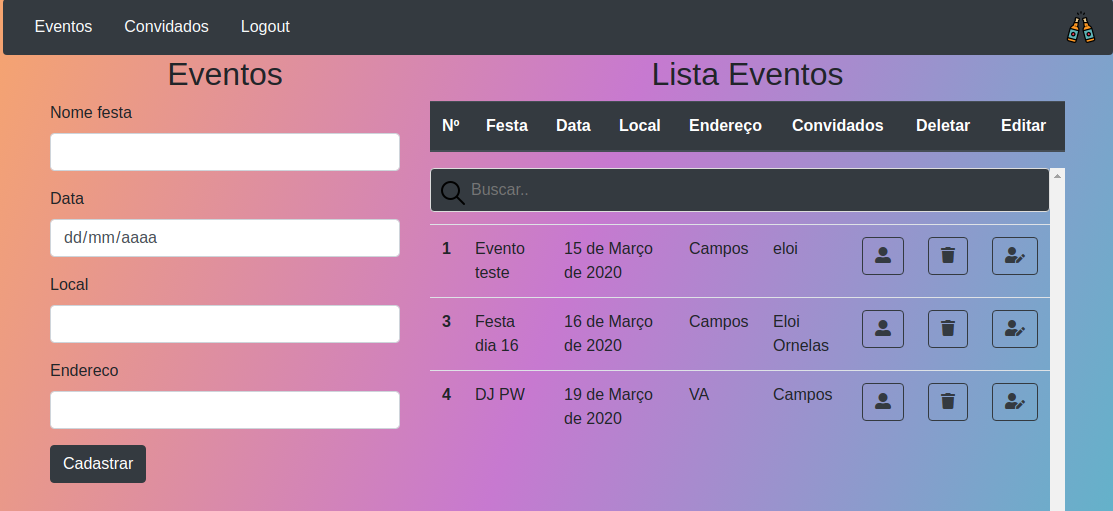 Eventos Convidados Logout
Eventos
Nome festa
Data
dd/mm/aaaa
Local
Endereco
Cadastrar
Lista Eventos
Nº Festa Data Local Endereço Convidados Deletar Editar
Buscar..
1 Evento teste 15 de Março de 2020 Campos eloi
3 Festa dia 16 16 de Março de 2020 Campos Eloi Ornelas
4 DJ PW 19 de Março de 2020 VA Campos